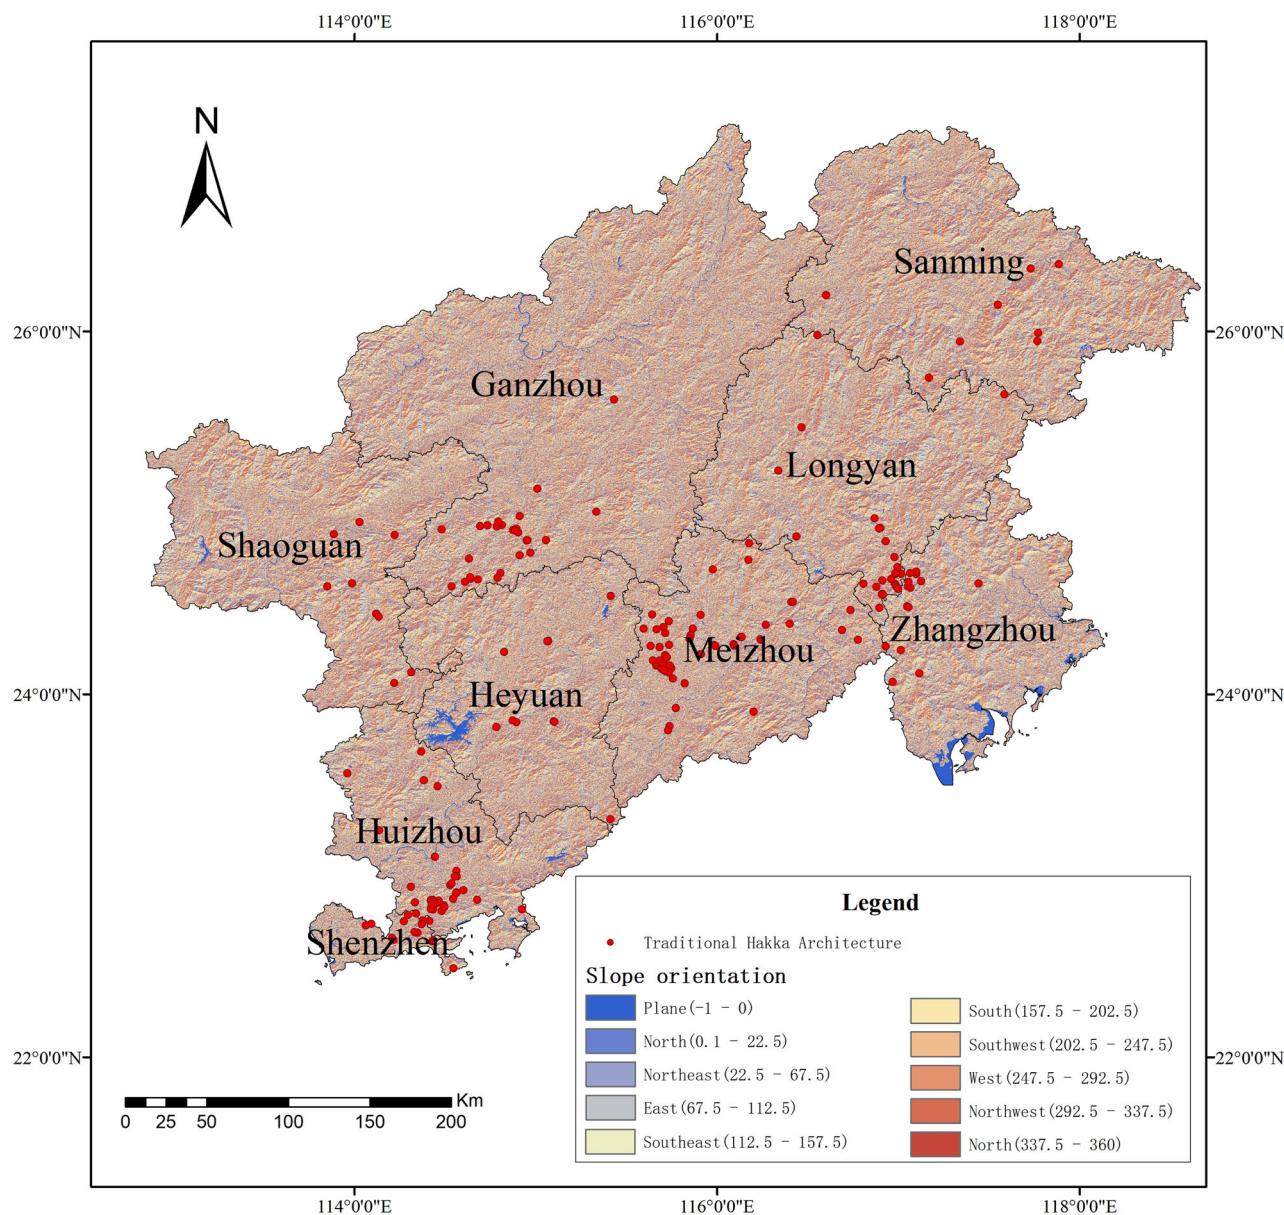 114°0'0"E
116°0'0"E
118°0'0"E
N
Sanming
26°0'0"N
26°0'0"N
Ganzhou
Longyan
Shaoguan
Zhangzhou
Meizhou
24°0'0"N
Heyuan
24°0'0"N
Huizhou
Shenzhen
Legend
Traditional Hakka Architecture
Slope orientation
Plane(-1 - 0)
North(0.1 - 22.5)
Northeast(22.5 - 67.5)
East(67.5 - 112.5)
Southeast(112.5 - 157.5)
South(157.5 - 202.5)
Southwest(202.5 - 247.5)
West(247.5 - 292.5)
Northwest(292.5 - 337.5)
North(337.5 - 360)
22°0'0"N
22°0'0"N
Km
0 25 50 100 150 200
114°0'0"E
116°0'0"E
118°0'0"E